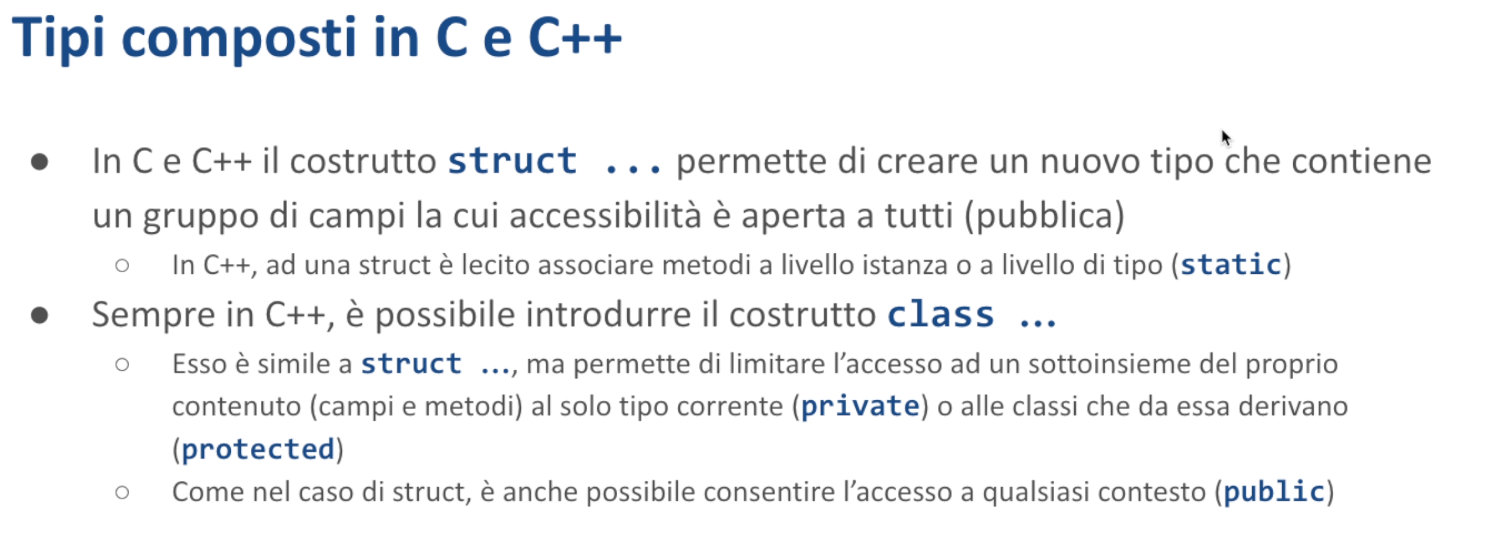 Tipi composti in C e C++
● In C e C++ il costrutto struct ... permette di creare un nuovo tipo che contiene
un gruppo di campi la cui accessibilità è aperta a tutti (pubblica)
○ In C++, ad una struct è lecito associare metodi a livello istanza o a livello di tipo (static)
● Sempre in C++, è possibile introdurre il costrutto class ...
○ Esso è simile a struct ..., ma permette di limitare l’accesso ad un sottoinsieme del proprio
contenuto (campi e metodi) al solo tipo corrente (private) o alle classi che da essa derivano
(protected)
○ Come nel caso di struct, è anche possibile consentire l’accesso a qualsiasi contesto (public)